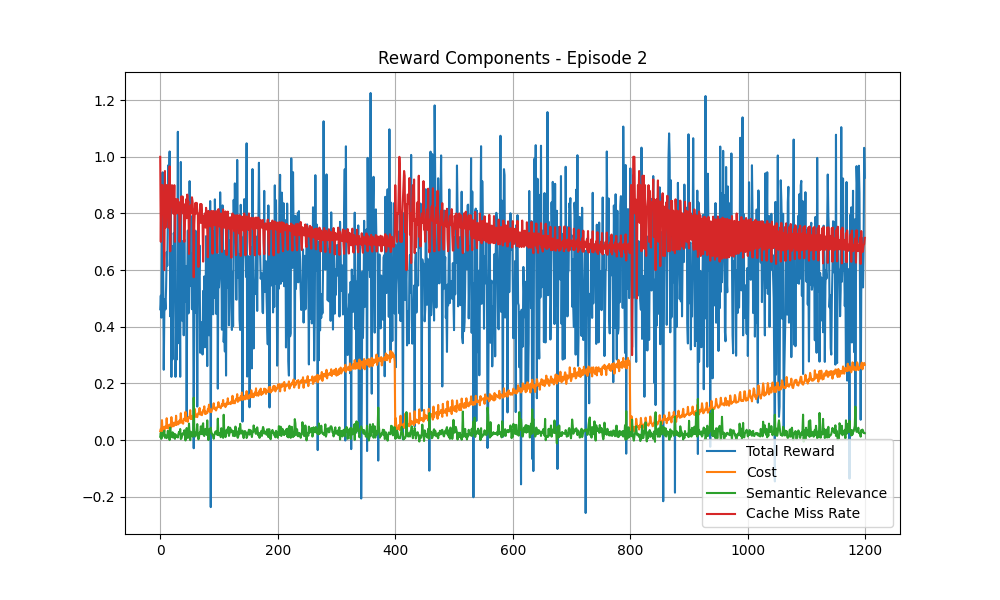 Reward Components - Episode 2
1.2
1.0
0.8
0.6
0.4
0.2
0.0
−0.2
0 200 400 600 800 1000 1200
Total Reward
Cost
Semantic Relevance
Cache Miss Rate